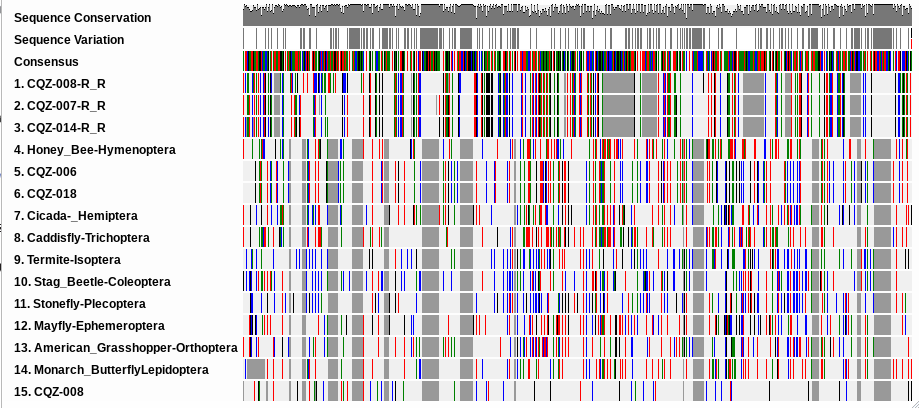 Sequence Conservation
Sequence Variation
Consensus
1. CQZ-008-R_R
2. CQZ-007-R_R
3. CQZ-014-R_R
4. Honey_Bee-Hymenoptera
5. CQZ-006
6. CQZ-018
7. Cicada-_Hemiptera
8. Caddisfly-Trichoptera
9. Termite-Isoptera
10. Stag_Beetle-Coleoptera
11. Stonefly-Plecoptera
12. Mayfly-Ephemeroptera
13. American_Grasshopper-Orthoptera
14. Monarch_ButterflyLepidoptera
15. CQZ-008